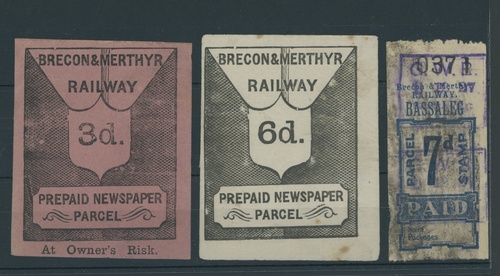 BRECON&MERTHYR
RAILWAY
3d.
PREPAID NEWSPAPER
PARCEL
At Owner's Risk.
BRECON&MERTHYR
RAILWAY
6d.
PREPAID NEWSPAPER
PARCEL
0371
Brecon & Merthyr
RAILWAY.
BASSALEG
PARCEL
7d
STAMP
PAID